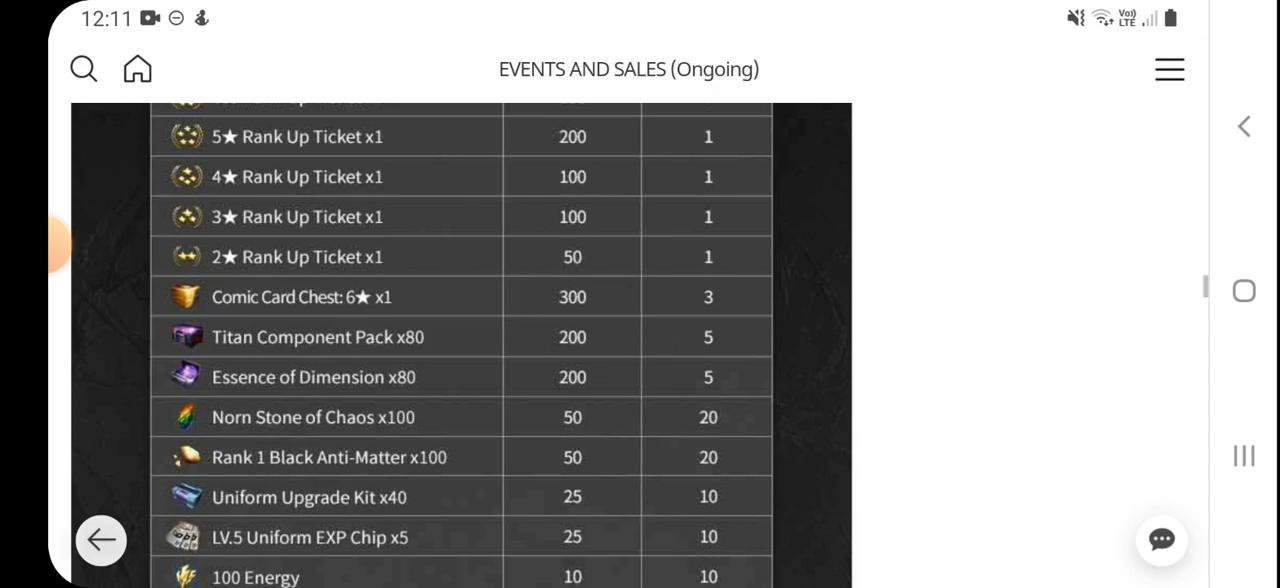 12:11 Vo)) LTE
EVENTS AND SALES (Ongoing)
5★ Rank Up Ticket x1 200 1
4★ Rank Up Ticket x1 100 1
3★ Rank Up Ticket x1 100 1
2★ Rank Up Ticket x1 50 1
Comic Card Chest: 6★ x1 300 3
Titan Component Pack x80 200 5
Essence of Dimension x80 200 5
Norn Stone of Chaos x100 50 20
Rank 1 Black Anti-Matter x100 50 20
Uniform Upgrade Kit x40 25 10
LV.5 Uniform EXP Chip x5 25 10
100 Energy 10 10